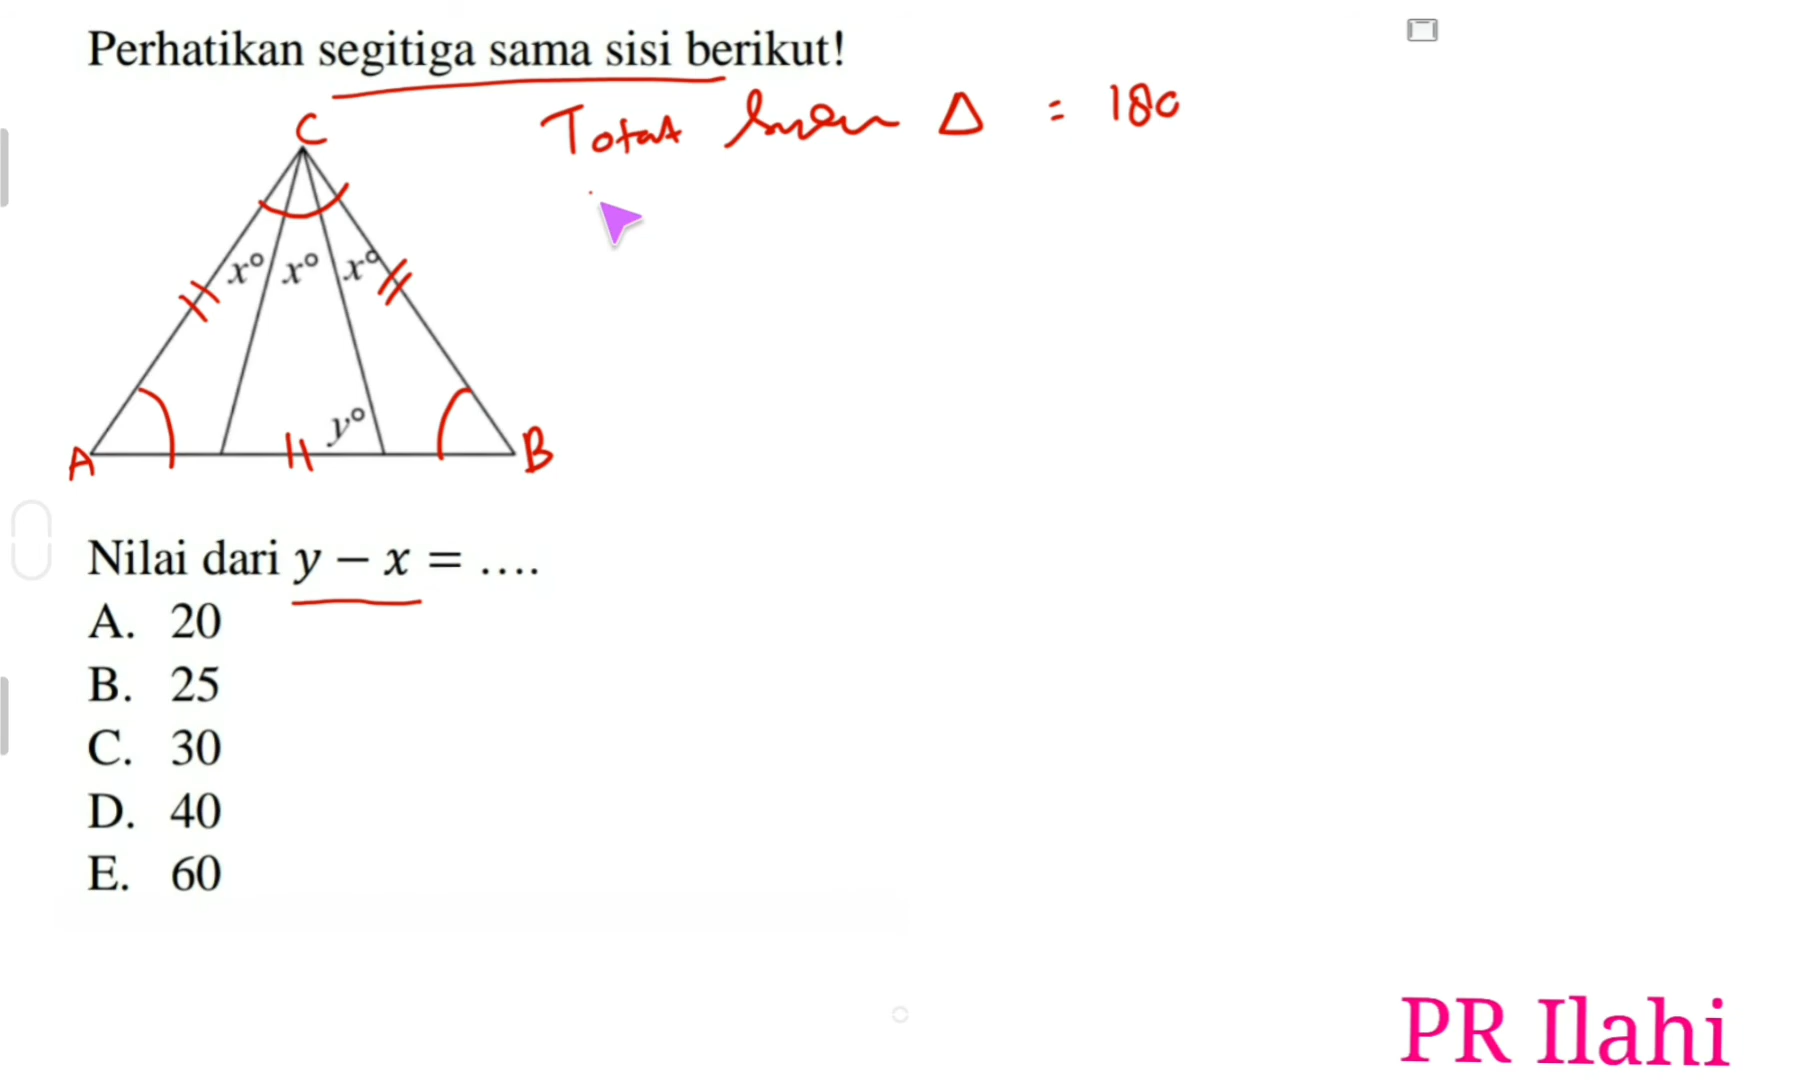 Perhatikan segitiga sama sisi berikut!
Total = 180
C
x° x° x°
y°
A
B
Nilai dari y − x = ....
A. 20
B. 25
C. 30
D. 40
E. 60
PR Ilahi